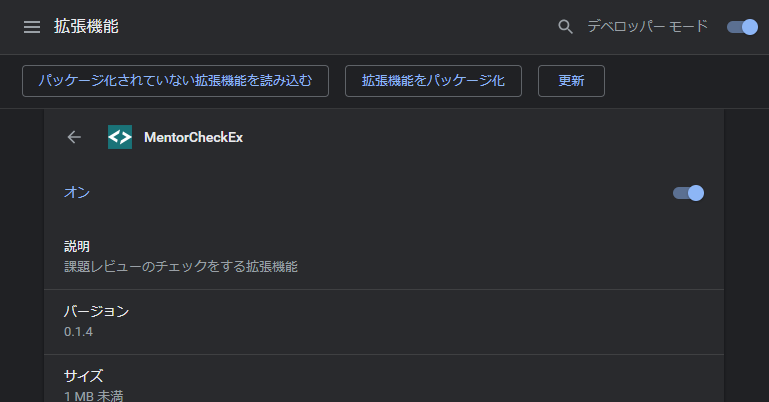 拡張機能
デベロッパー モード
パッケージ化されていない拡張機能を読み込む
拡張機能をパッケージ化
更新
MentorCheckEx
オン
説明
課題レビューのチェックをする拡張機能
バージョン
0.1.4
サイズ
1 MB 未満